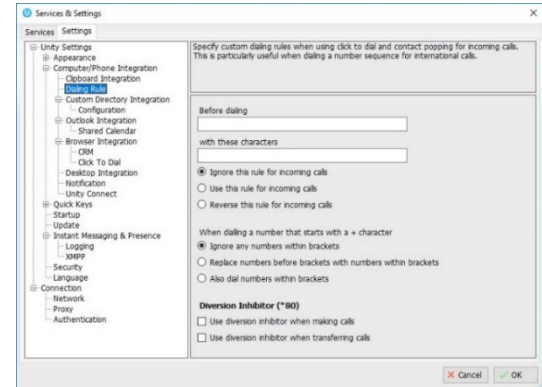 Services & Settings
Services
Settings
Unity Settings
Appearance
Computer/Phone Integration
Clipboard Integration
Dialing Rule
Custom Directory Integration
Configuration
Outlook Integration
Shared Calendar
Browser Integration
CRM
Click To Dial
Desktop Integration
Notification
Unity Connect
Quick Keys
Startup
Update
Instant Messaging & Presence
Logging
XMPP
Security
Language
Connection
Network
Proxy
Authentication
Specify custom dialing rules when using click to dial and contact popping for incoming calls.
This is particularly useful when dialing a number sequence for international calls.
Before dialing
with these characters
Ignore this rule for incoming calls
Use this rule for incoming calls
Reverse this rule for incoming calls
When dialing a number that starts with a + character
Ignore any numbers within brackets
Replace numbers before brackets with numbers within brackets
Also dial numbers within brackets
Diversion Inhibitor (*80)
Use diversion inhibitor when making calls
Use diversion inhibitor when transferring calls
Cancel
OK